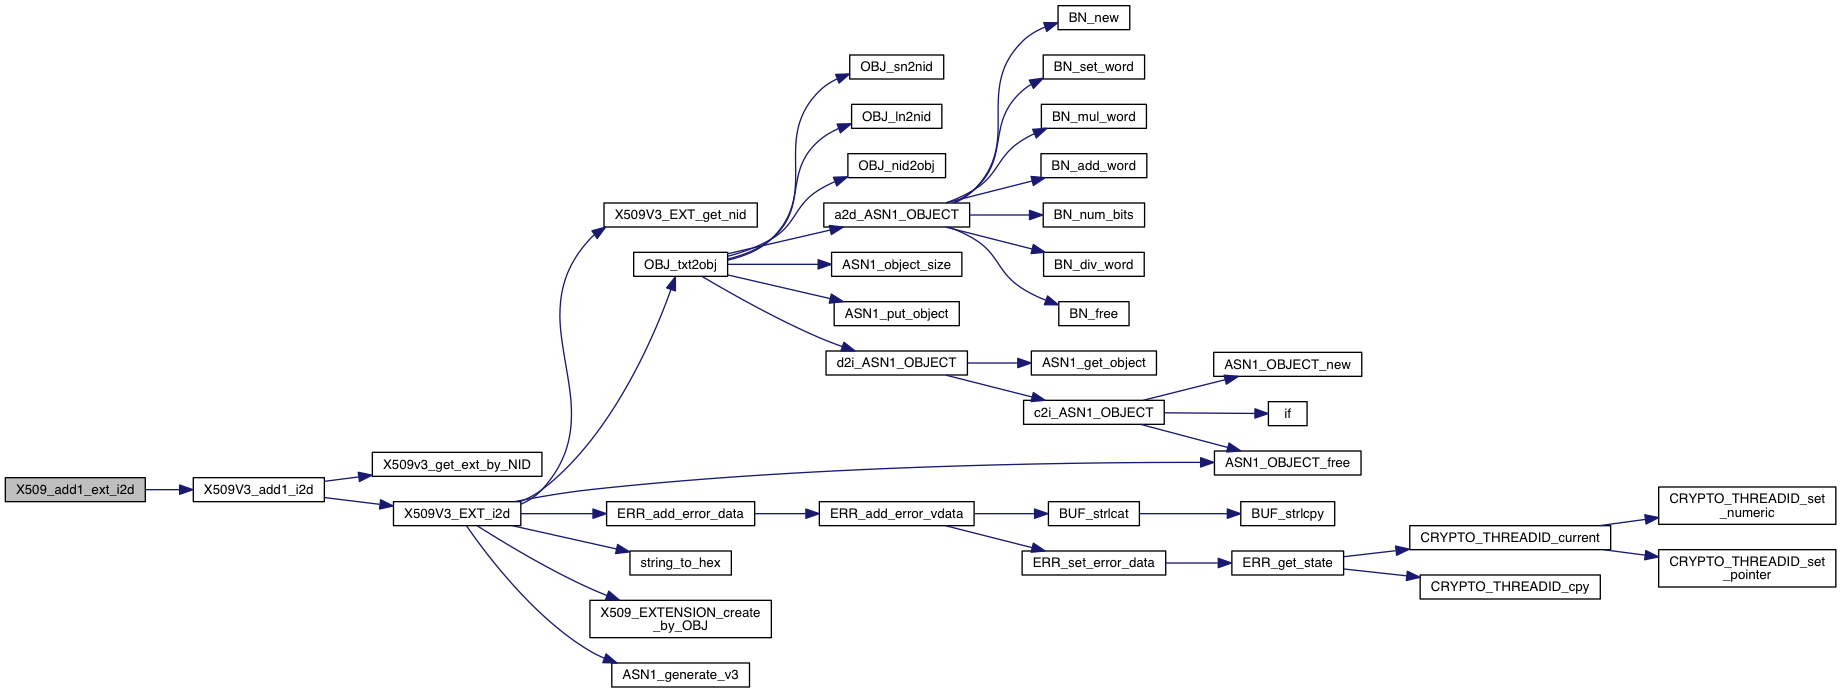 X509_add1_ext_i2d
X509V3_add1_i2d
X509v3_get_ext_by_NID
X509V3_EXT_i2d
X509V3_EXT_get_nid
OBJ_txt2obj
OBJ_sn2nid
OBJ_ln2nid
OBJ_nid2obj
a2d_ASN1_OBJECT
BN_new
BN_set_word
BN_mul_word
BN_add_word
BN_num_bits
BN_div_word
BN_free
ASN1_object_size
ASN1_put_object
d2i_ASN1_OBJECT
ASN1_get_object
c2i_ASN1_OBJECT
ASN1_OBJECT_new
if
ASN1_OBJECT_free
ERR_add_error_data
ERR_add_error_vdata
BUF_strlcat
BUF_strlcpy
ERR_set_error_data
ERR_get_state
CRYPTO_THREADID_current
CRYPTO_THREADID_set
_numeric
CRYPTO_THREADID_set
_pointer
CRYPTO_THREADID_cpy
string_to_hex
X509_EXTENSION_create
_by_OBJ
ASN1_generate_v3